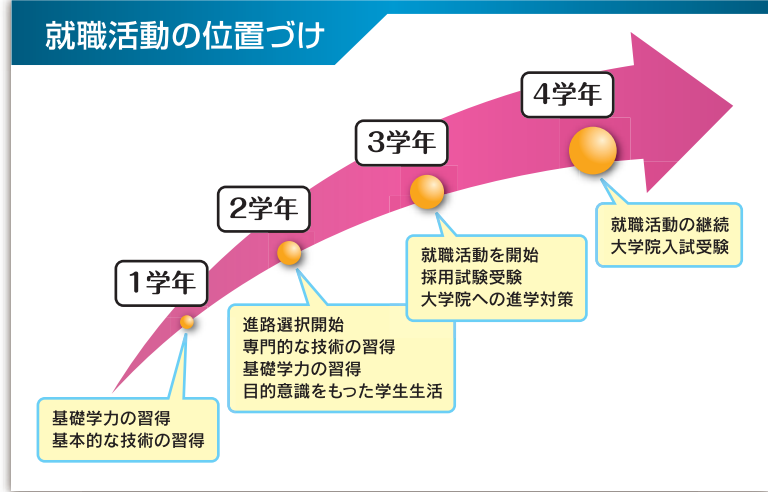 就職活動の位置づけ
1学年
基礎学力の習得
基本的な技術の習得
2学年
進路選択開始
専門的な技術の習得
基礎学力の習得
目的意識をもった学生生活
3学年
就職活動を開始
採用試験受験
大学院への進学対策
4学年
就職活動の継続
大学院入試受験